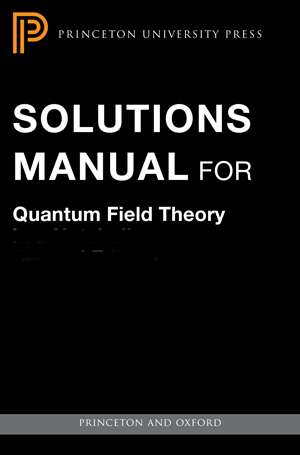 PRINCETON UNIVERSITY PRESS
SOLUTIONS
MANUAL FOR
Quantum Field Theory
PRINCETON AND OXFORD